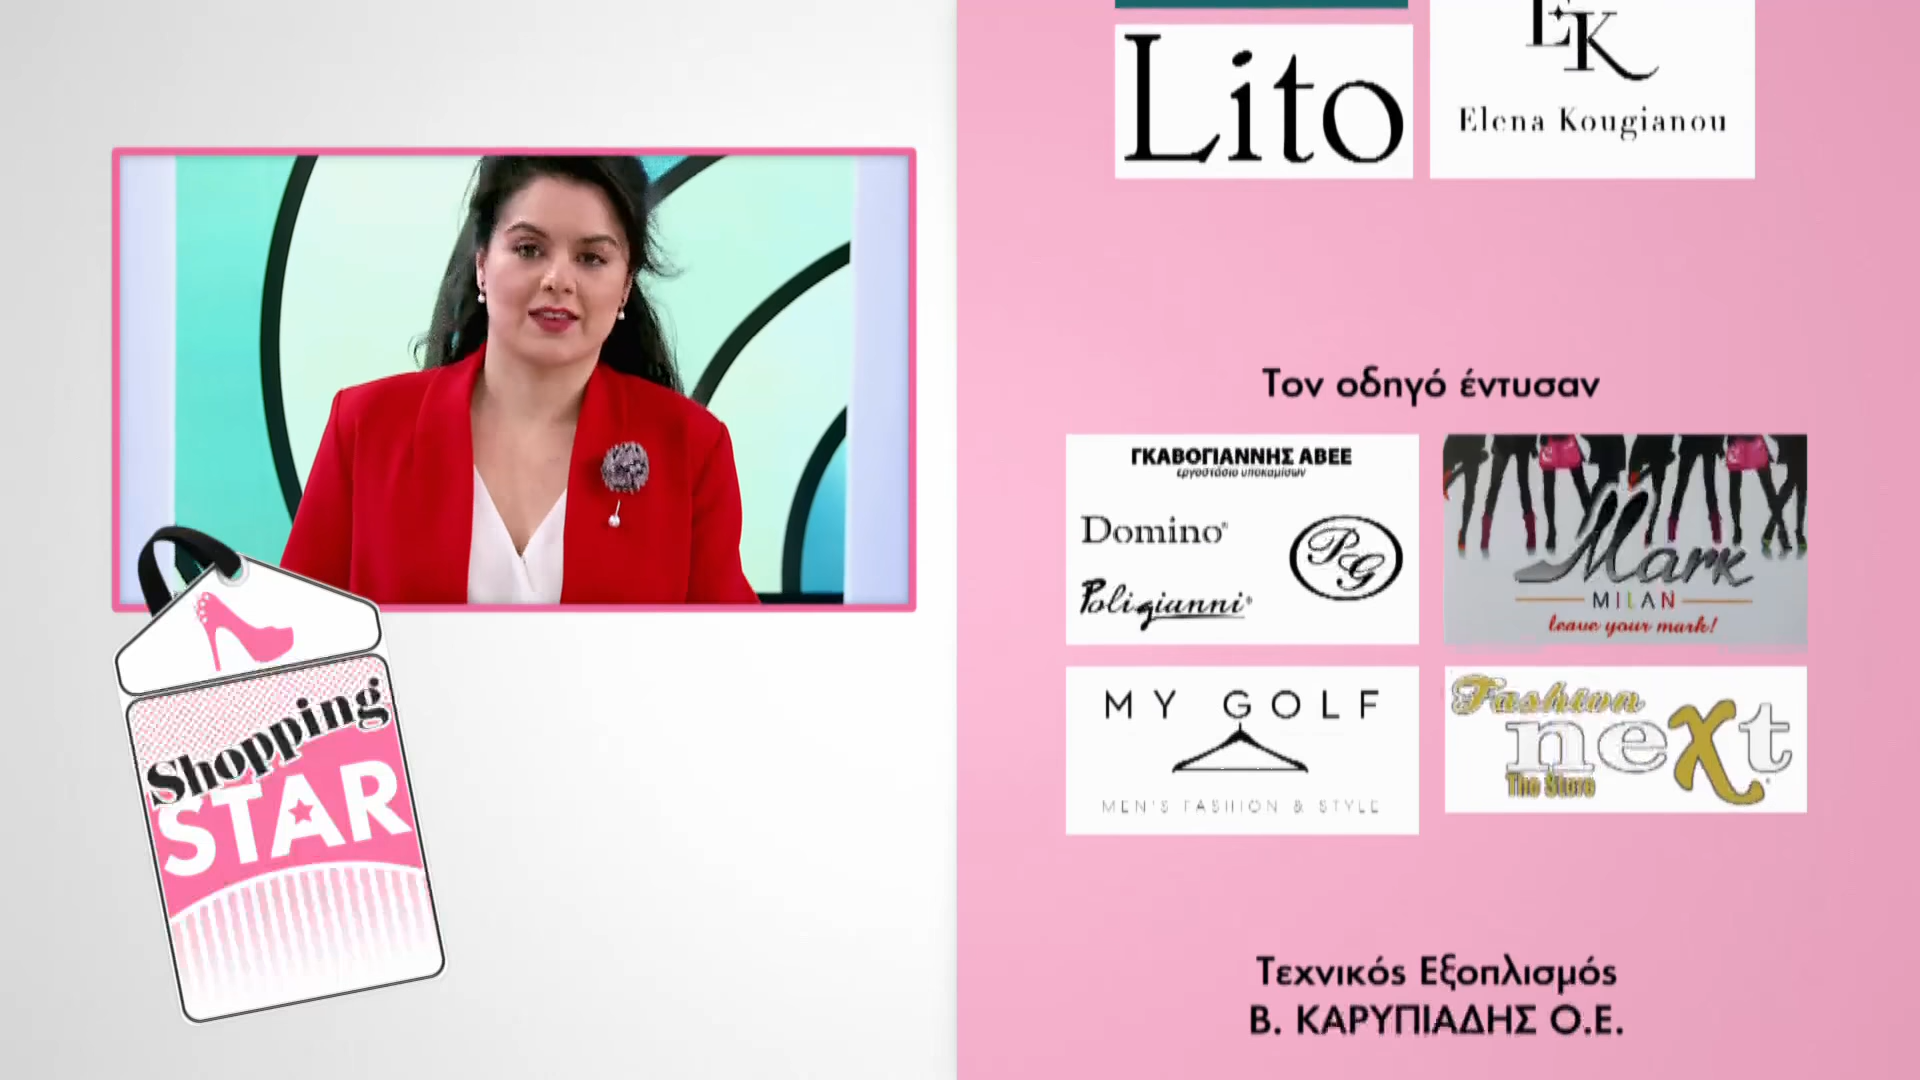 Lito
EK
Elena Kougianou
Τον οδηγό έντυσαν
ΓΚΑΒΟΓΙΑΝΝΗΣ ΑΒΕΕ
εργοστάσιο υποκαμίσων
Domino®
Poligianni®
PG
Mark
MILAN
leave your mark!
MY GOLF
MEN'S FASHION & STYLE
Fashion
neXt
The Store
Shopping
STAR
Τεχνικός Εξοπλισμός
Β. ΚΑΡΥΠΙΑΔΗΣ Ο.Ε.